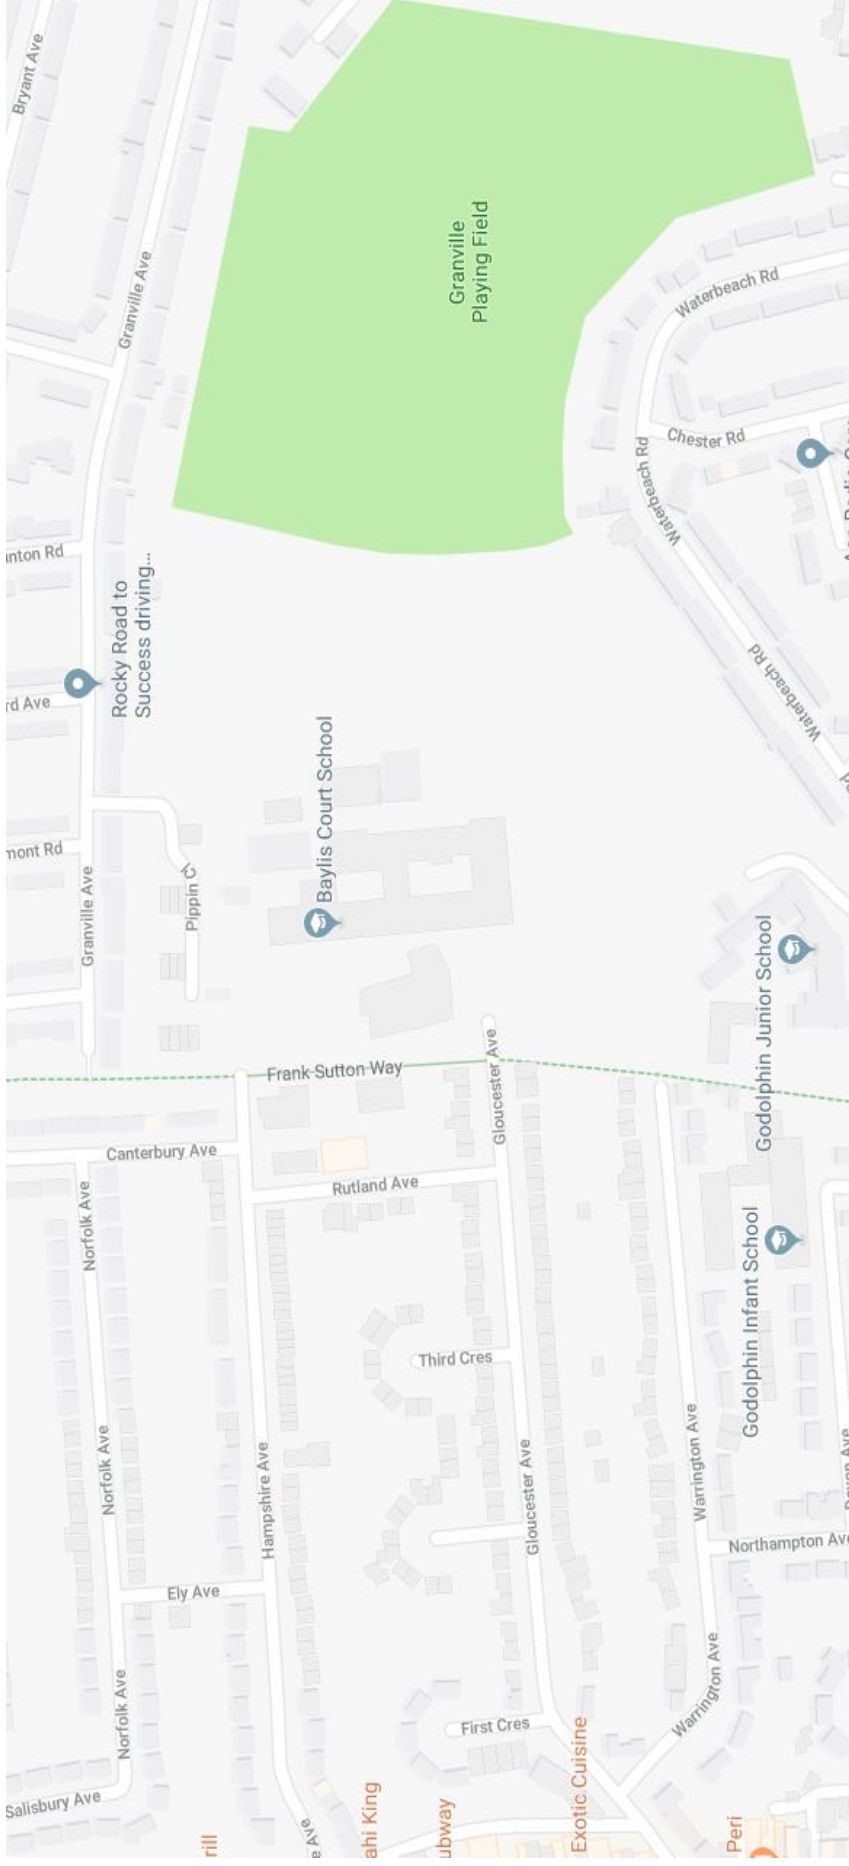 Bryant Ave
Granville Ave
Granville
Playing Field
Waterbeach Rd
Chester Rd
Waterbeach Rd
Rocky Road to
Success driving...
Waterbeach Rd
Waterbeach Rd
Baylis Court School
Granville Ave
Pippin Cl
Godolphin Junior School
Gloucester Ave
Frank Sutton Way
Canterbury Ave
Rutland Ave
Norfolk Ave
Godolphin Infant School
Third Cres
Norfolk Ave
Hampshire Ave
Gloucester Ave
Warrington Ave
Northampton Ave
Ely Ave
Norfolk Ave
Warrington Ave
First Cres
Exotic Cuisine
Salisbury Ave
Peri